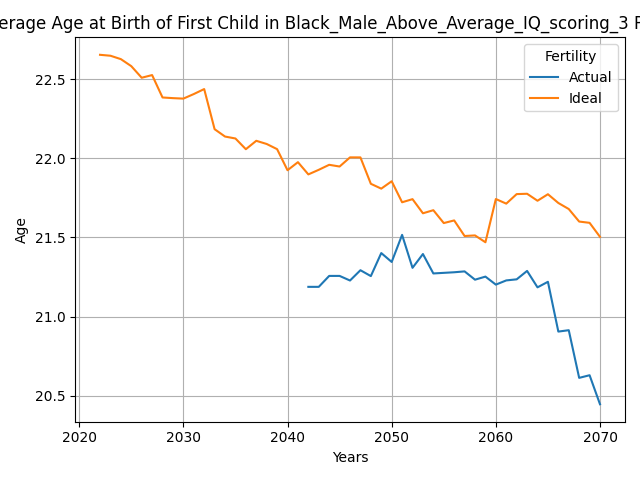 erage Age at Birth of First Child in Black_Male_Above_Average_IQ_scoring_3
Fertility
Actual
Ideal
22.5
22.0
21.5
21.0
20.5
Age
2020 2030 2040 2050 2060 2070
Years